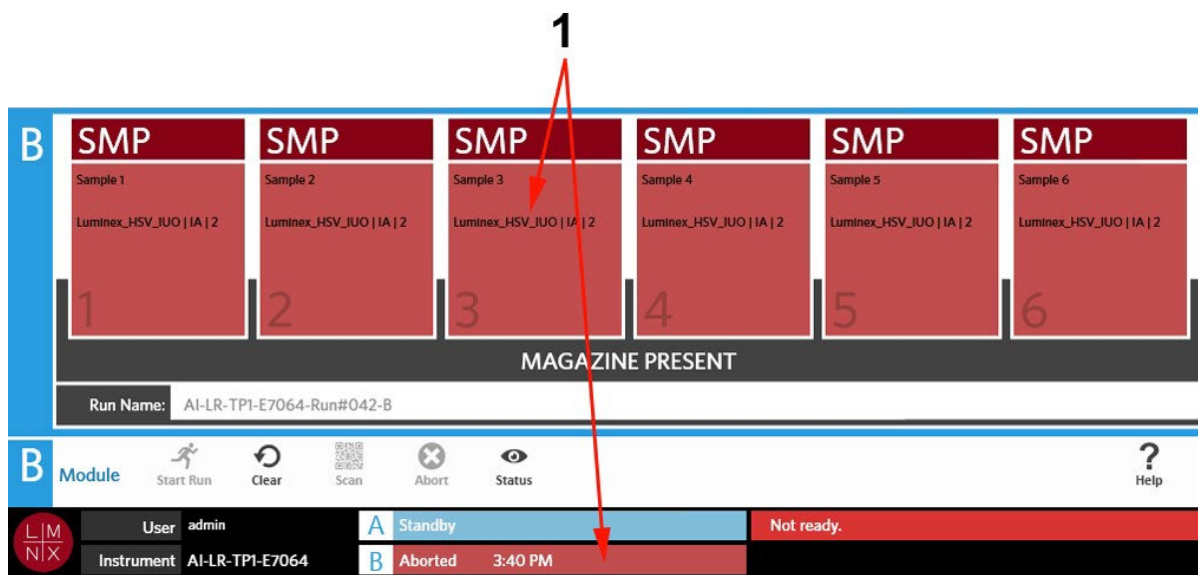 1
B
SMP SMP SMP SMP SMP SMP
Sample 1 Sample 2 Sample 3 Sample 4 Sample 5 Sample 6
Luminex_HSV_IUO | IA | 2 Luminex_HSV_IUO | IA | 2 Luminex_HSV_IUO | IA | 2 Luminex_HSV_IUO | IA | 2 Luminex_HSV_IUO | IA | 2 Luminex_HSV_IUO | IA | 2
1 2 3 4 5 6
MAGAZINE PRESENT
Run Name: AI-LR-TP1-E7064-Run#042-B
B Module Start Run Clear Scan Abort Status ? Help
L M User admin A Standby Not ready.
N X Instrument AI-LR-TP1-E7064 B Aborted 3:40 PM